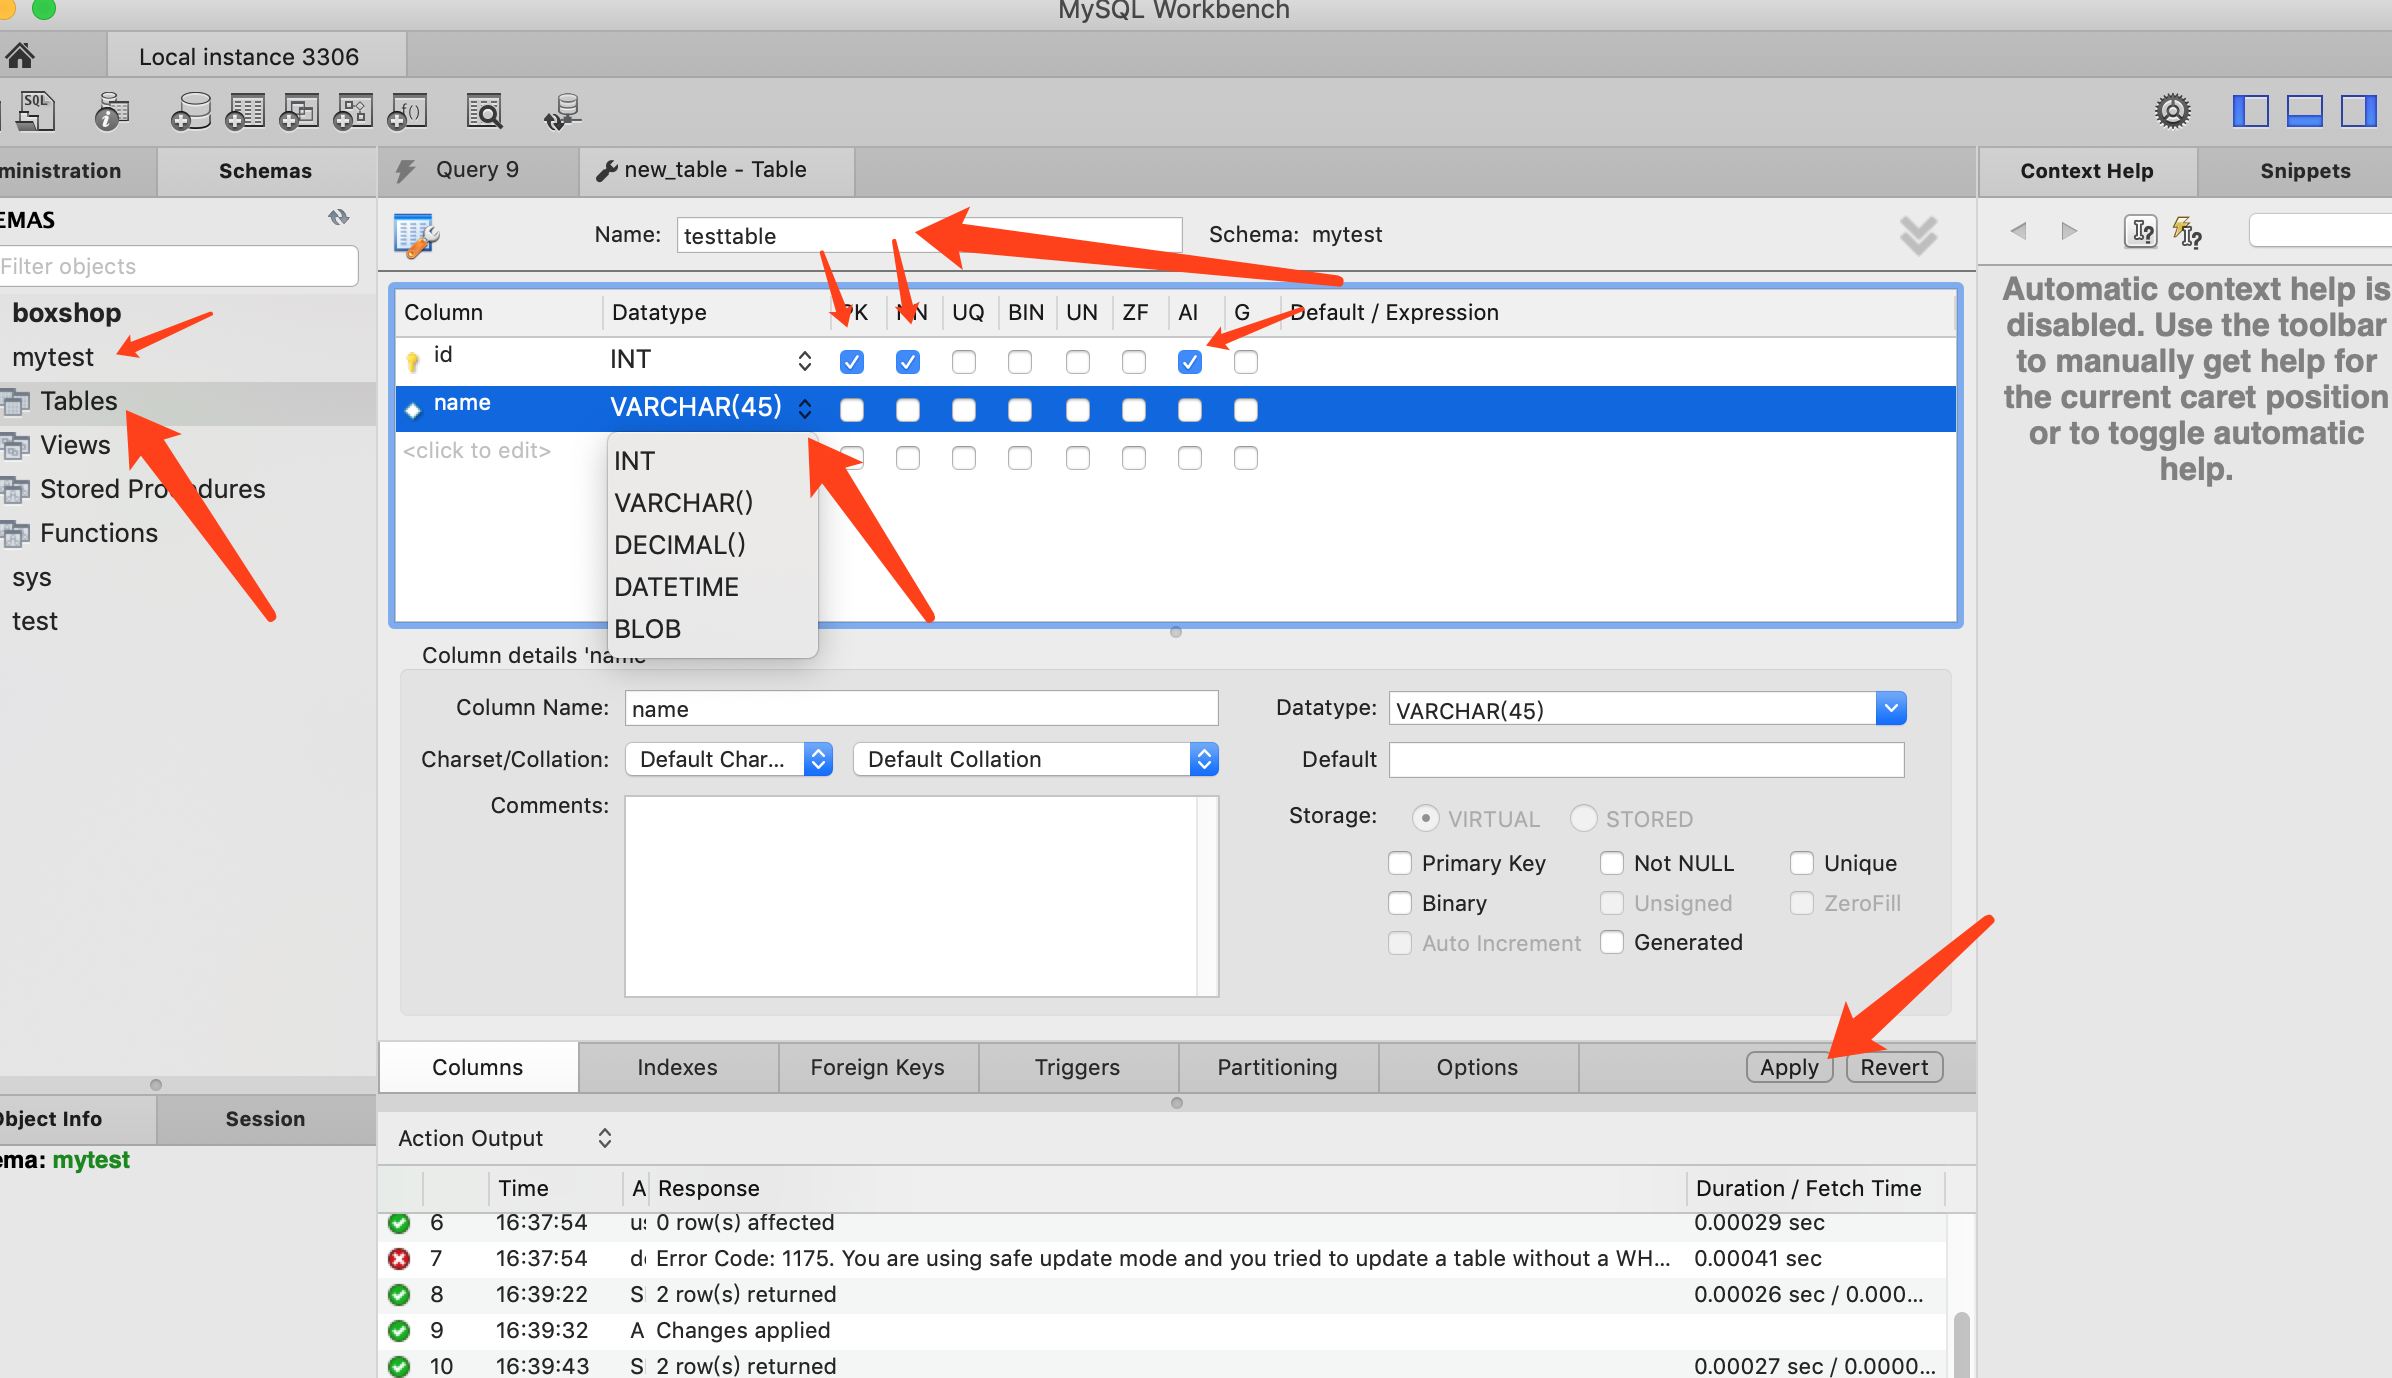 MySQL Workbench
Local instance 3306
SQL
ministration
Schemas
Query 9
new_table - Table
Context Help
Snippets
EMAS
Filter objects
boxshop
mytest
Tables
Views
Stored Procedures
Functions
sys
test
Name: testtable
Schema: mytest
Column Datatype PK NN UQ BIN UN ZF AI G Default / Expression
id INT
name VARCHAR(45)
<click to edit>
INT
VARCHAR()
DECIMAL()
DATETIME
BLOB
Automatic context help is
disabled. Use the toolbar
to manually get help for
the current caret position
or to toggle automatic
help.
Column details 'name'
Column Name: name
Datatype: VARCHAR(45)
Charset/Collation: Default Char... Default Collation
Default
Comments:
Storage: VIRTUAL STORED
Primary Key Not NULL Unique
Binary Unsigned ZeroFill
Auto Increment Generated
Columns Indexes Foreign Keys Triggers Partitioning Options Apply Revert
Object Info
Session
ema: mytest
Action Output
Time A Response Duration / Fetch Time
6 16:37:54 us 0 row(s) affected 0.00029 sec
7 16:37:54 de Error Code: 1175. You are using safe update mode and you tried to update a table without a WH... 0.00041 sec
8 16:39:22 S 2 row(s) returned 0.00026 sec / 0.000...
9 16:39:32 A Changes applied
10 16:39:43 S 2 row(s) returned 0.00027 sec / 0.0000...